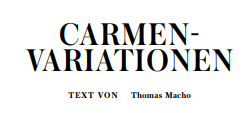 CARMEN-
VARIATIONEN
TEXT VON Thomas Macho